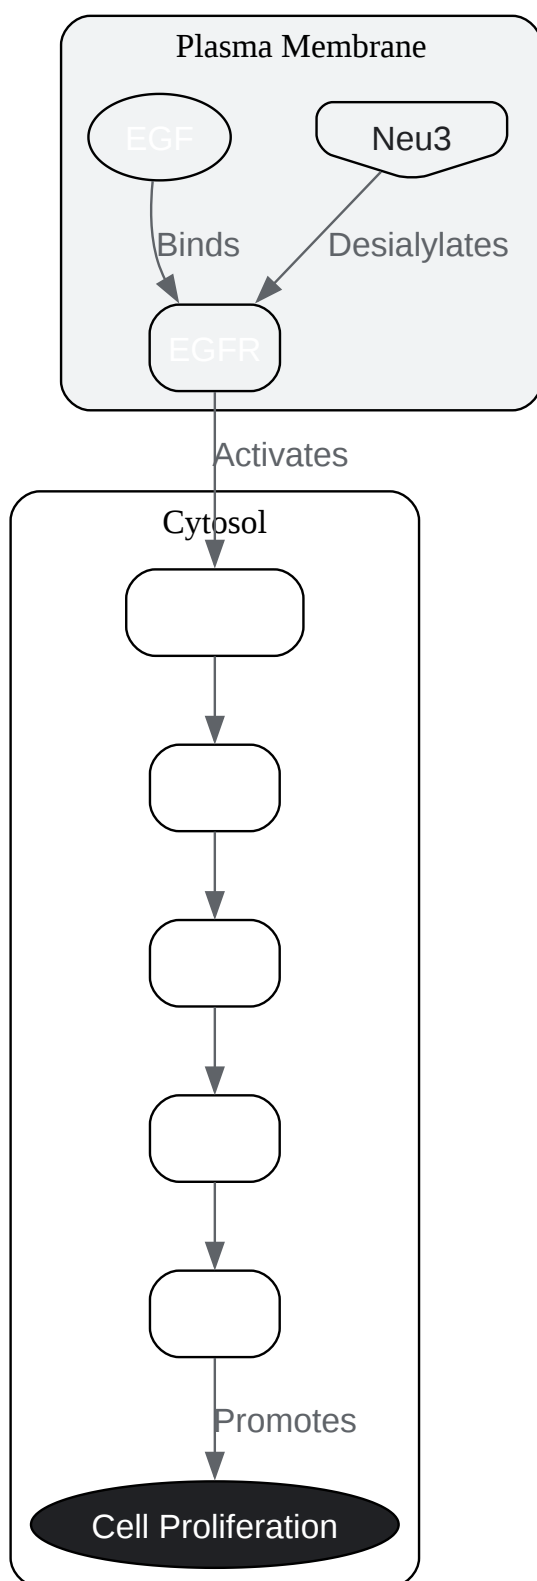 Plasma Membrane
EGF
Neu3
Binds
Desialylates
EGFR
Activates
Cytosol
Promotes
Cell Proliferation